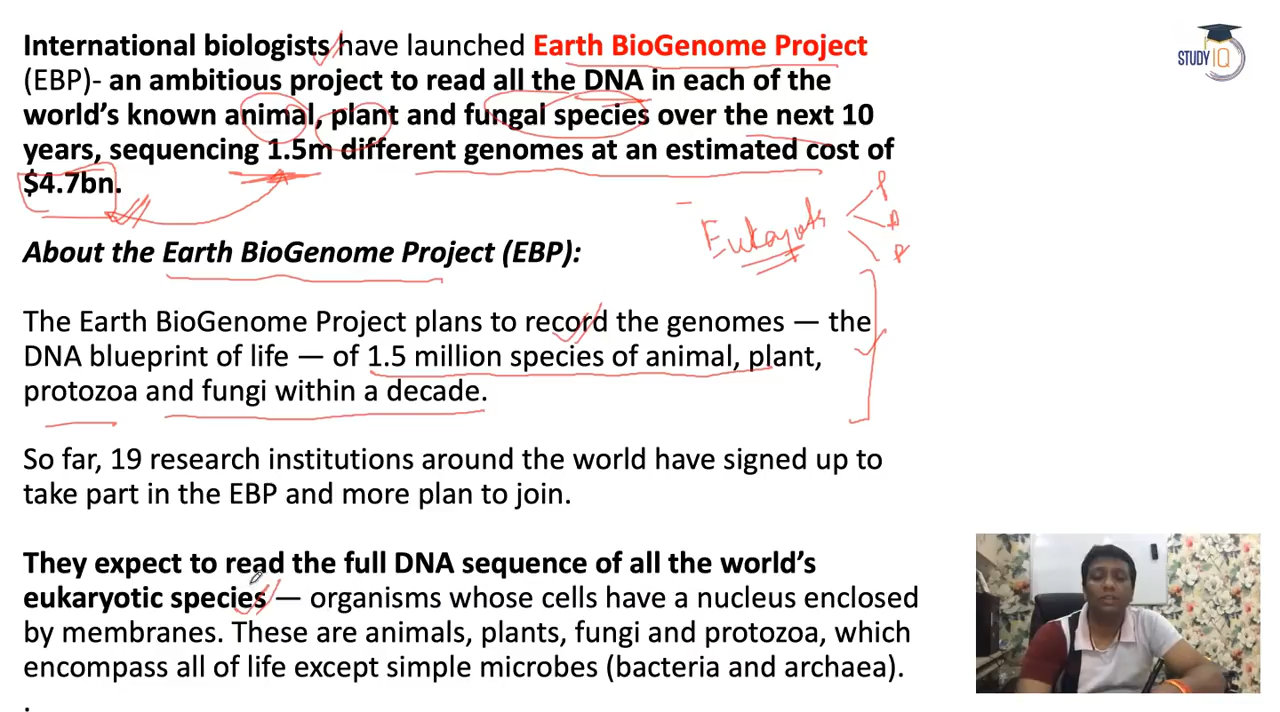 International biologists have launched Earth BioGenome Project
(EBP)- an ambitious project to read all the DNA in each of the
world's known animal, plant and fungal species over the next 10
years, sequencing 1.5m different genomes at an estimated cost of
$4.7bn.
STUDY IQ
About the Earth BioGenome Project (EBP):
The Earth BioGenome Project plans to record the genomes — the
DNA blueprint of life — of 1.5 million species of animal, plant,
protozoa and fungi within a decade.
So far, 19 research institutions around the world have signed up to
take part in the EBP and more plan to join.
They expect to read the full DNA sequence of all the world's
eukaryotic species — organisms whose cells have a nucleus enclosed
by membranes. These are animals, plants, fungi and protozoa, which
encompass all of life except simple microbes (bacteria and archaea).
.